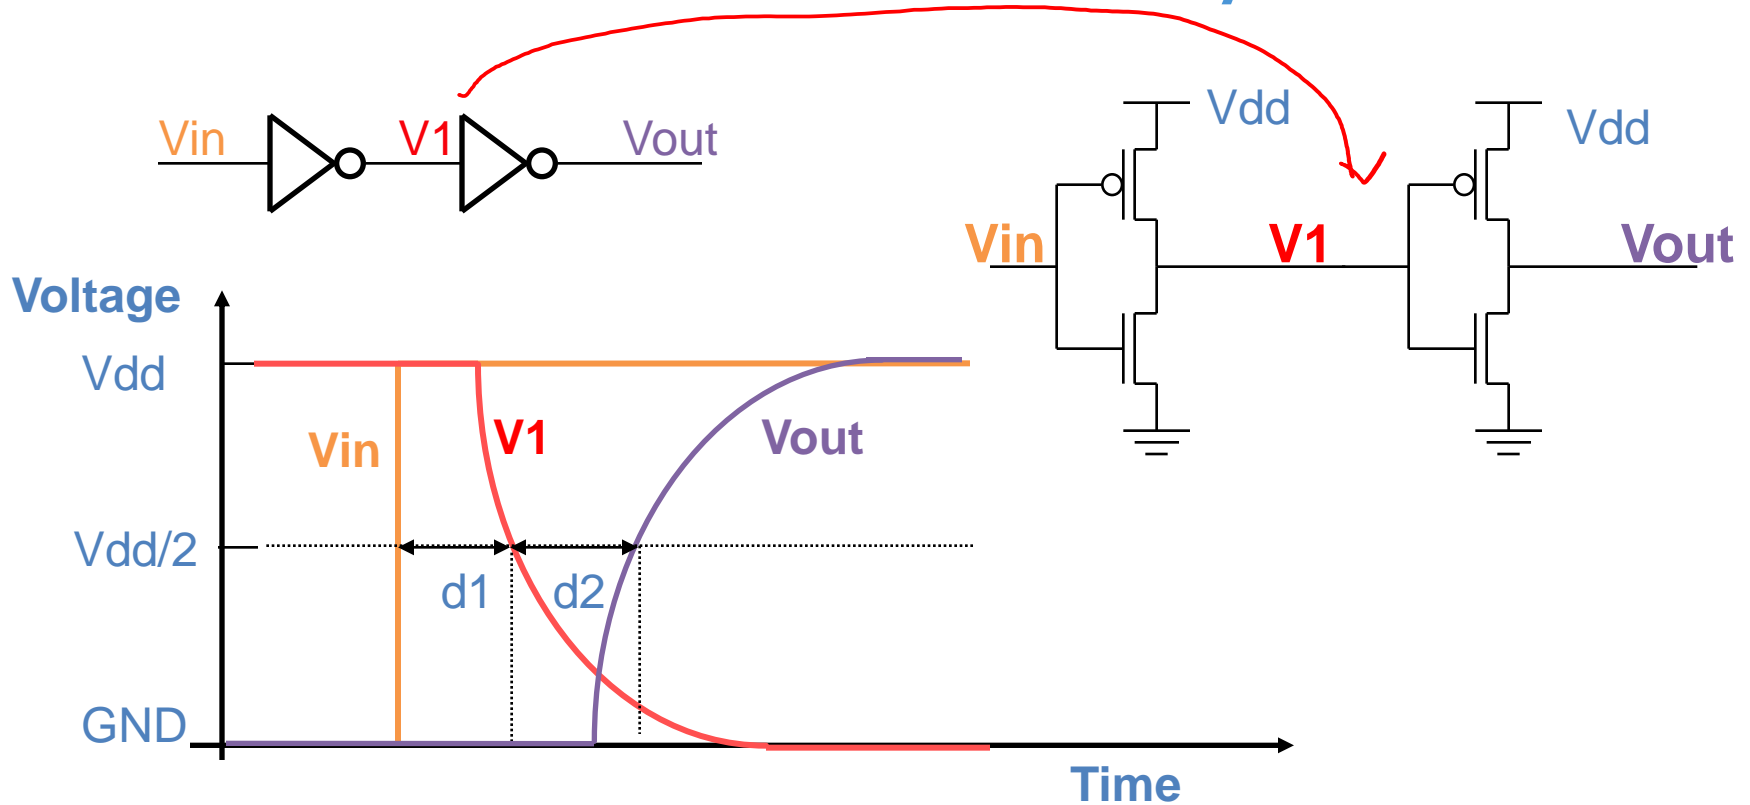 Vin
V1
Vout
Vdd
Vdd
Vin
V1
Vout
Voltage
Vdd
Vin
V1
Vout
Vdd/2
d1
d2
GND
Time